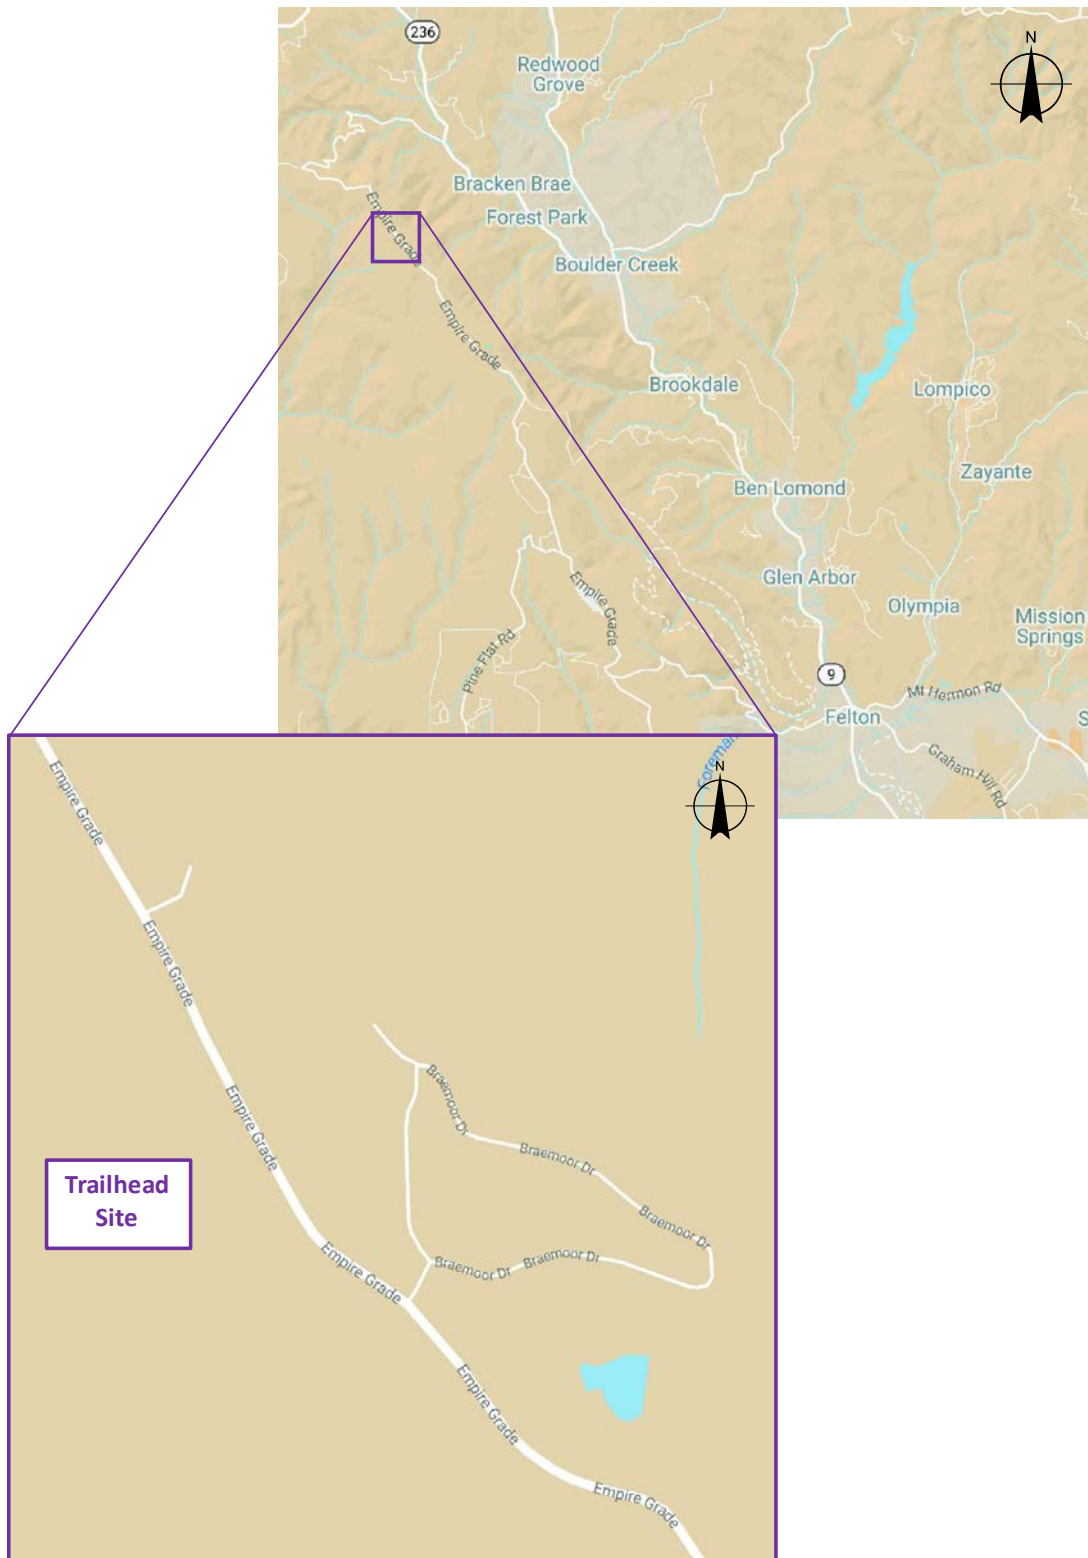 236
N
Redwood
Grove
Bracken Brae
Empire Grade
Forest Park
Boulder Creek
Empire Grade
Brookdale
Lompico
Zayante
Ben Lomond
Glen Arbor
Empire Grade
Olympia
Mission
Springs
Pine Flat Rd
9
Mt Hermon Rd
Felton
S
Graham Hill Rd
Foreman
N
Empire Grade
Empire Grade
Empire Grade
Braemoor Dr
Braemoor Dr
Trailhead
Site
Braemoor Dr
Braemoor Dr
Braemoor Dr
Empire Grade
Empire Grade
Empire Grade